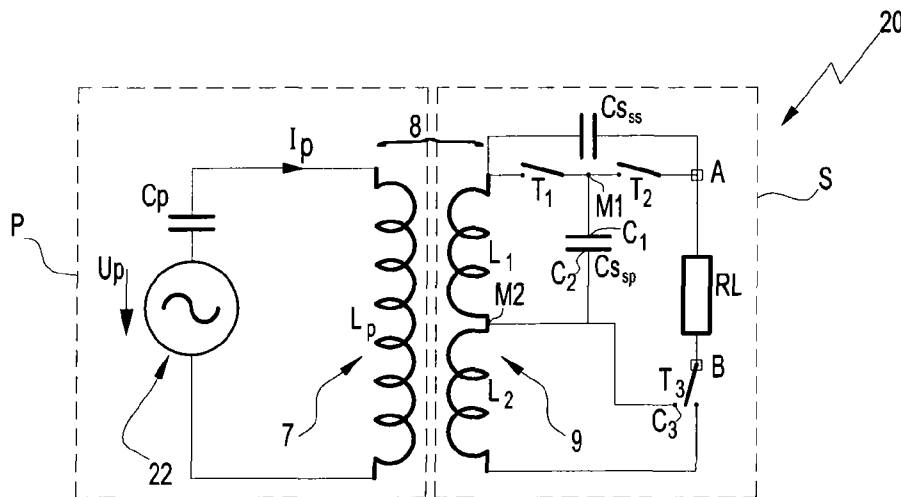 20
8
Cs_ss
I_p
Cp
T_1
M1
T_2
A
S
P
C_1
L_1
C_2
Cs_sp
Up
M2
RL
L_p
B
T_3
L_2
C_3
7
9
22